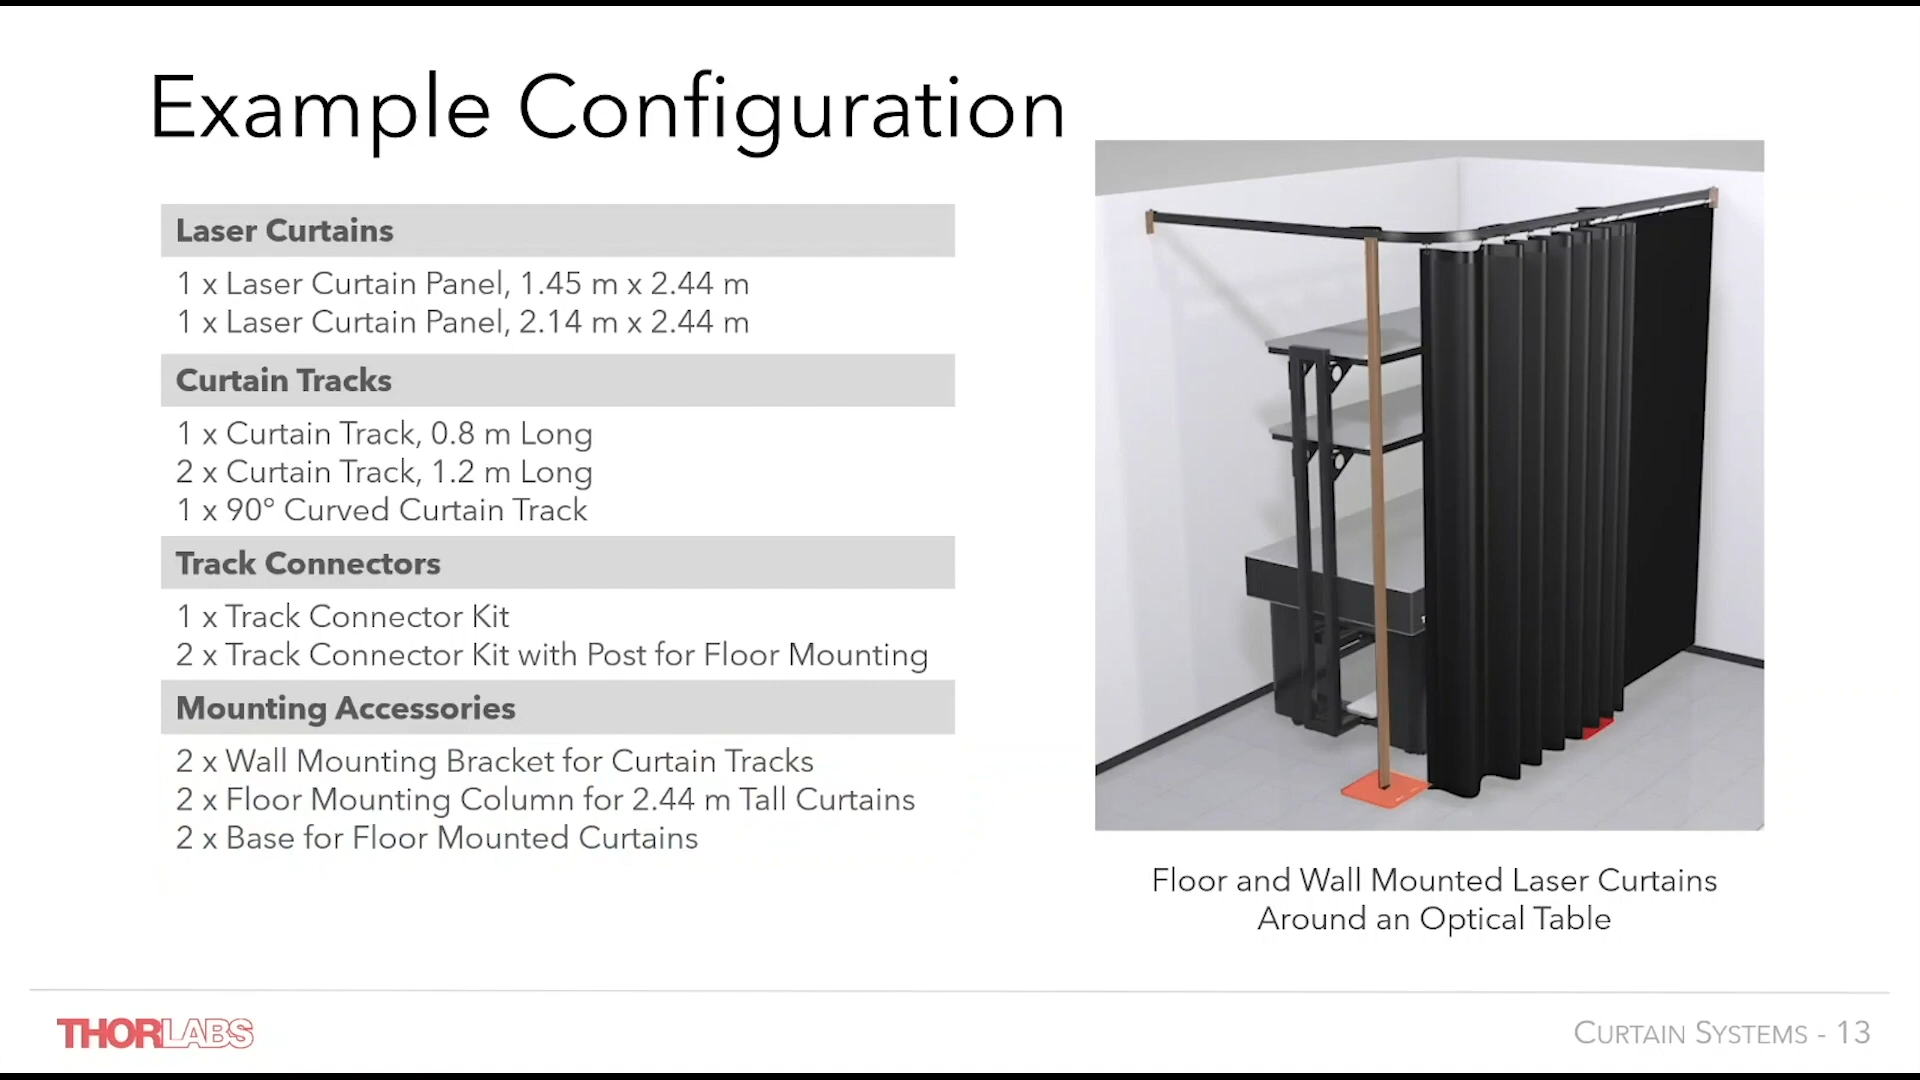 Example Configuration
Laser Curtains
1 x Laser Curtain Panel, 1.45 m x 2.44 m
1 x Laser Curtain Panel, 2.14 m x 2.44 m
Curtain Tracks
1 x Curtain Track, 0.8 m Long
2 x Curtain Track, 1.2 m Long
1 x 90º Curved Curtain Track
Track Connectors
1 x Track Connector Kit
2 x Track Connector Kit with Post for Floor Mounting
Mounting Accessories
2 x Wall Mounting Bracket for Curtain Tracks
2 x Floor Mounting Column for 2.44 m Tall Curtains
2 x Base for Floor Mounted Curtains
Floor and Wall Mounted Laser Curtains
Around an Optical Table
THORLABS
CURTAIN SYSTEMS - 13